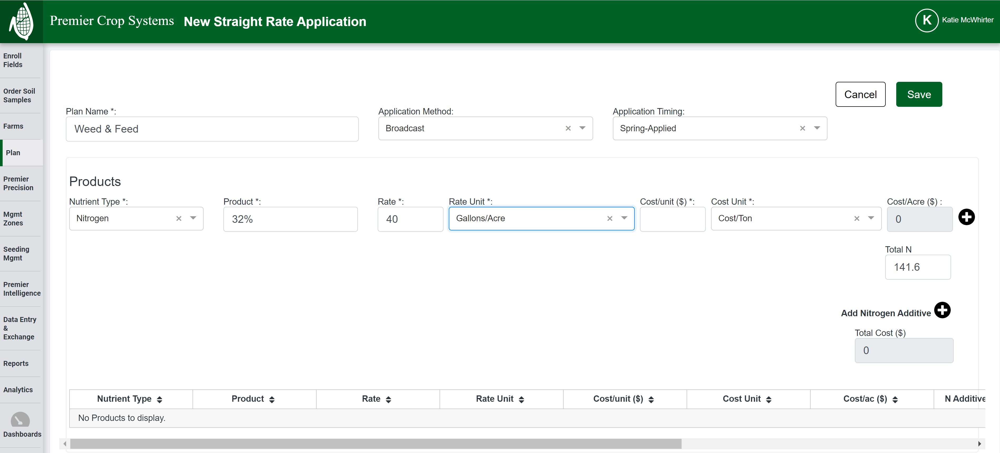 Premier Crop Systems New Straight Rate Application
K Katie McWhirter
Enroll
Fields
Order Soil
Samples
Farms
Plan
Premier
Precision
Mgmt
Zones
Seeding
Mgmt
Premier
Intelligence
Data Entry
&
Exchange
Reports
Analytics
Dashboards
Cancel Save
Plan Name *: Application Method: Application Timing:
Weed & Feed Broadcast × Spring-Applied ×
Products
Nutrient Type *: Product *: Rate *: Rate Unit *: Cost/unit ($) *: Cost Unit *: Cost/Acre ($) :
Nitrogen × 32% 40 Gallons/Acre × Cost/Ton × 0
Total N
141.6
Add Nitrogen Additive
Total Cost ($)
0
Nutrient Type Product Rate Rate Unit Cost/unit ($) Cost Unit Cost/ac ($) N Additive
No Products to display.